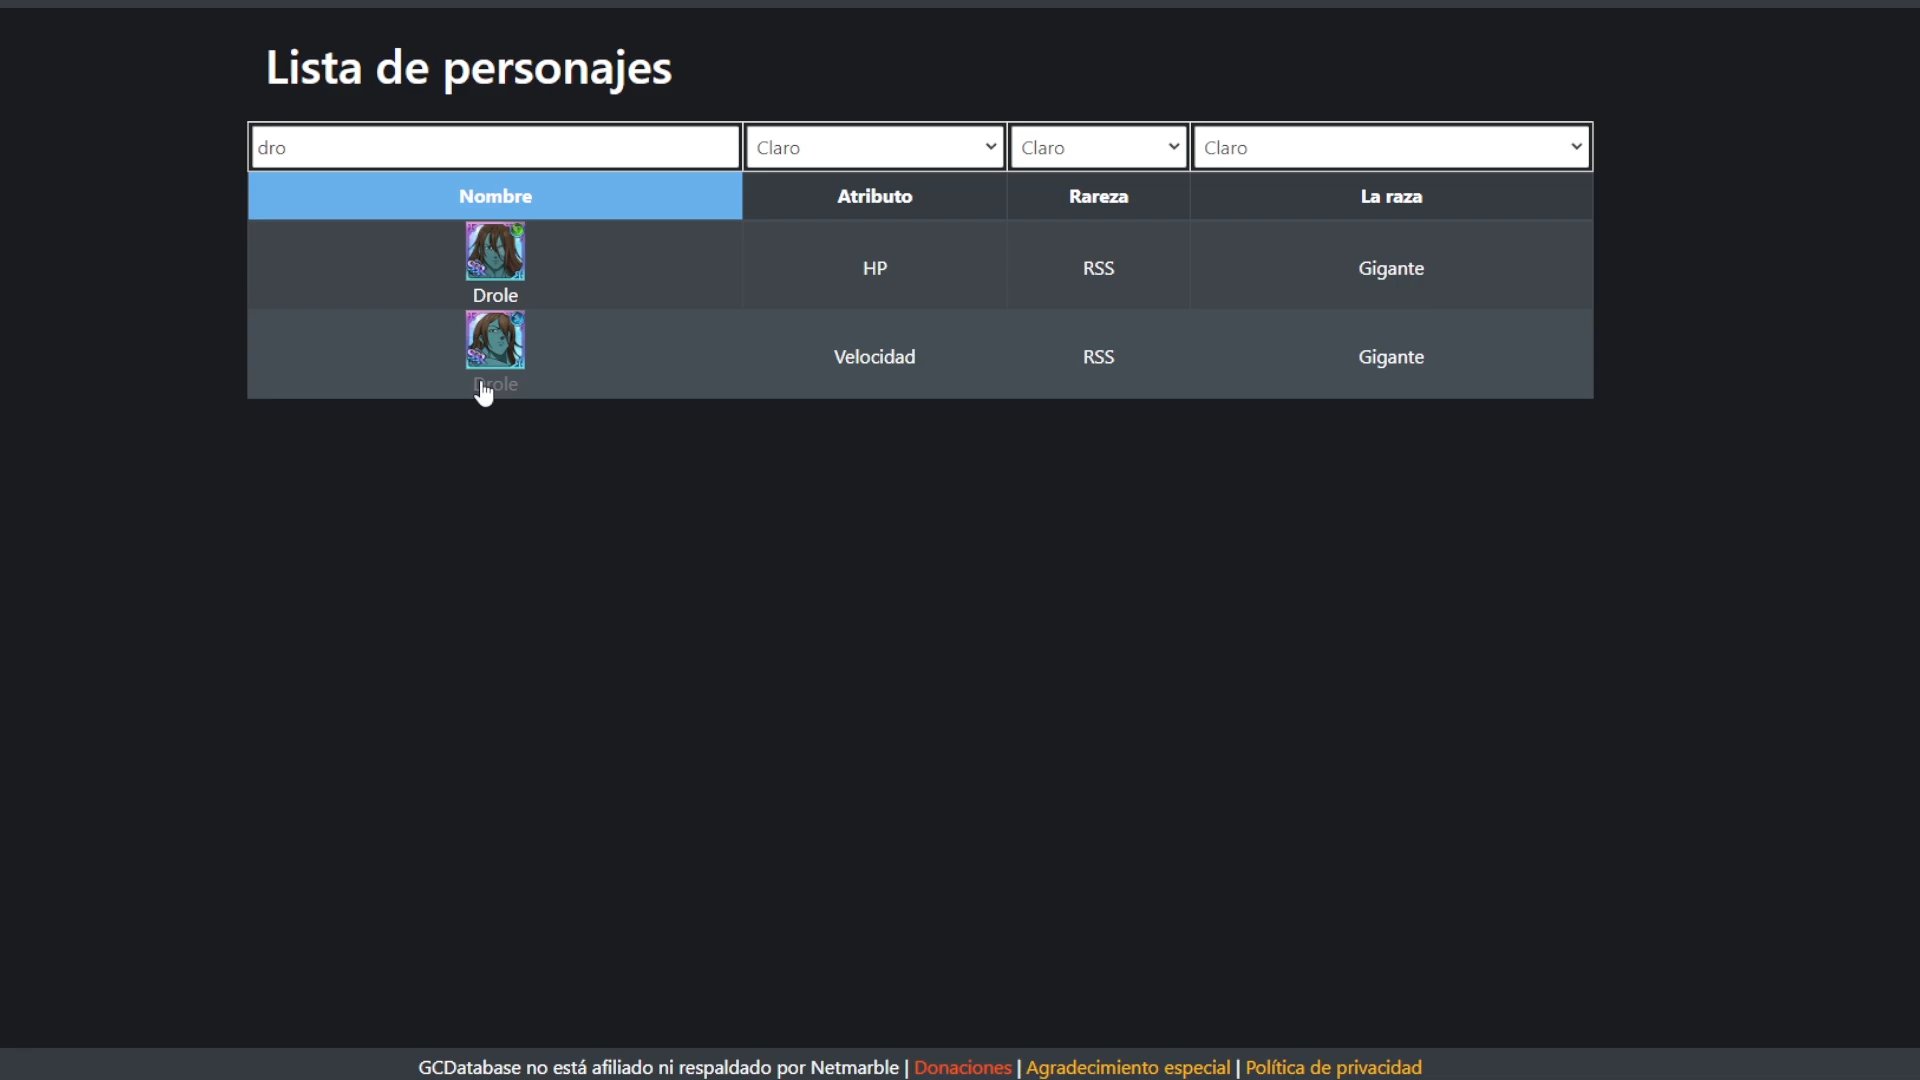 Lista de personajes
dro Claro Claro Claro
Nombre Atributo Rareza La raza
HP RSS Gigante
Drole
Velocidad RSS Gigante
Drole
GCDatabase no está afiliado ni respaldado por Netmarble | Donaciones | Agradecimiento especial | Política de privacidad